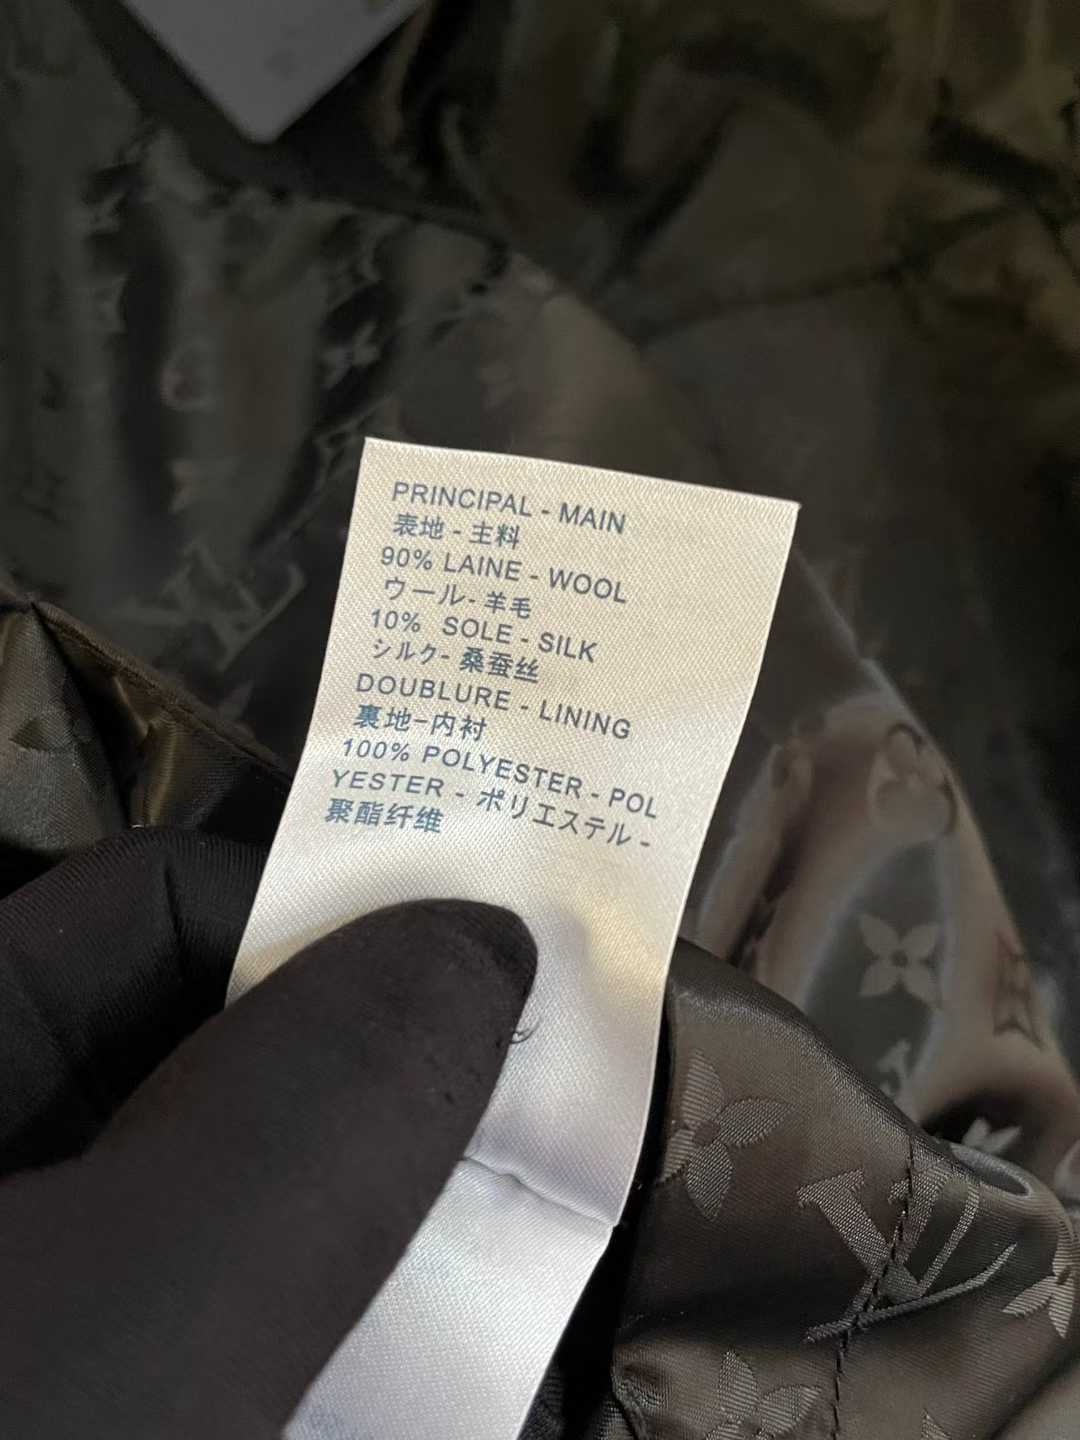 PRINCIPAL - MAIN
表地 - 主料
90% LAINE - WOOL
ウール- 羊毛
10% SOLE - SILK
シルク- 桑蚕丝
DOUBLURE - LINING
裏地-内衬
100% POLYESTER - POL
YESTER - ポリエステル -
聚酯纤维
LV